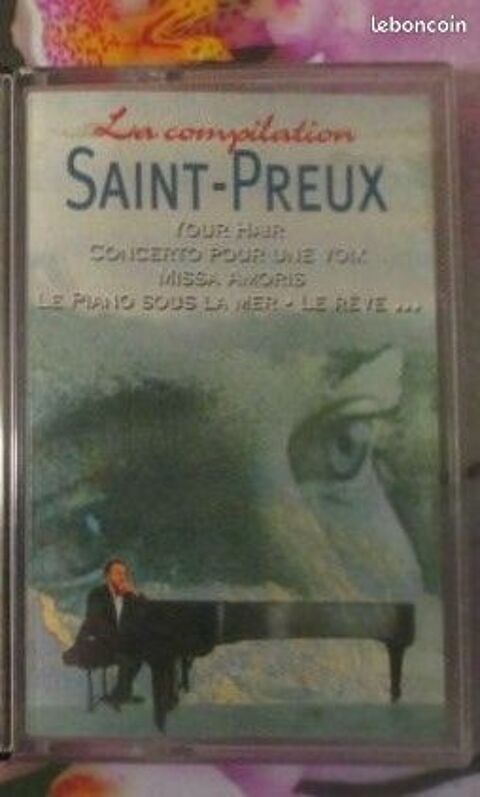 leboncoin
La compilation
SAINT-PREUX
YOUR HAIR
CONCERTO POUR UNE VOIX
MISSA AMORIS
LE PIANO SOUS LA MER • LE RÊVE ...